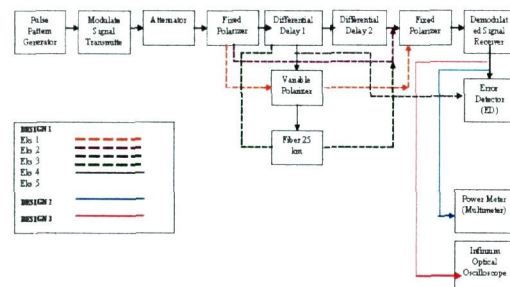 Pulse
Pattern
Generator
Modulate
Signal
Transmitte
Attenuator
Fixed
Polarizer
Differential
Delay 1
Differential
Delay 2
Fixed
Polarizer
Demodulat
ed Signal
Receiver
Variable
Polarizer
Error
Detector
(ED)
Fiber 25
km
DESIGN 1
Eks 1
Eks 2
Eks 3
Eks 4
Eks 5
DESIGN 2
DESIGN 3
Power Meter
(Multimeter)
Infinium
Optical
Oscilloscope